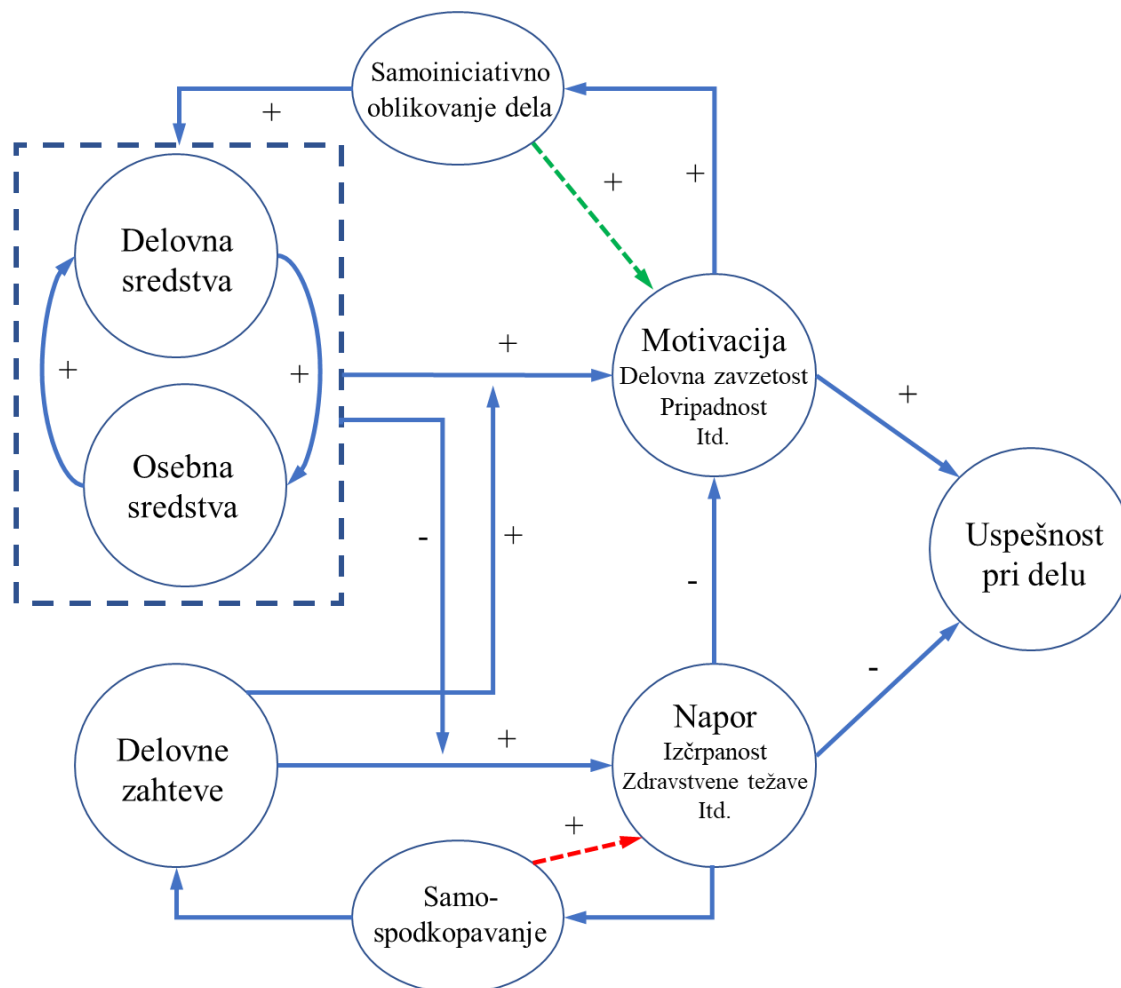 Samoiniciativno
oblikovanje dela
+
+
+
Delovna
sredstva
+
+
+
Motivacija
Delovna zavzetost
Pripadnost
Itd.
+
Osebna
sredstva
-
+
Uspešnost
pri delu
-
-
Delovne
zahteve
+
Napor
Izčrpanost
Zdravstvene težave
Itd.
+
Samo-
spodkopavanje